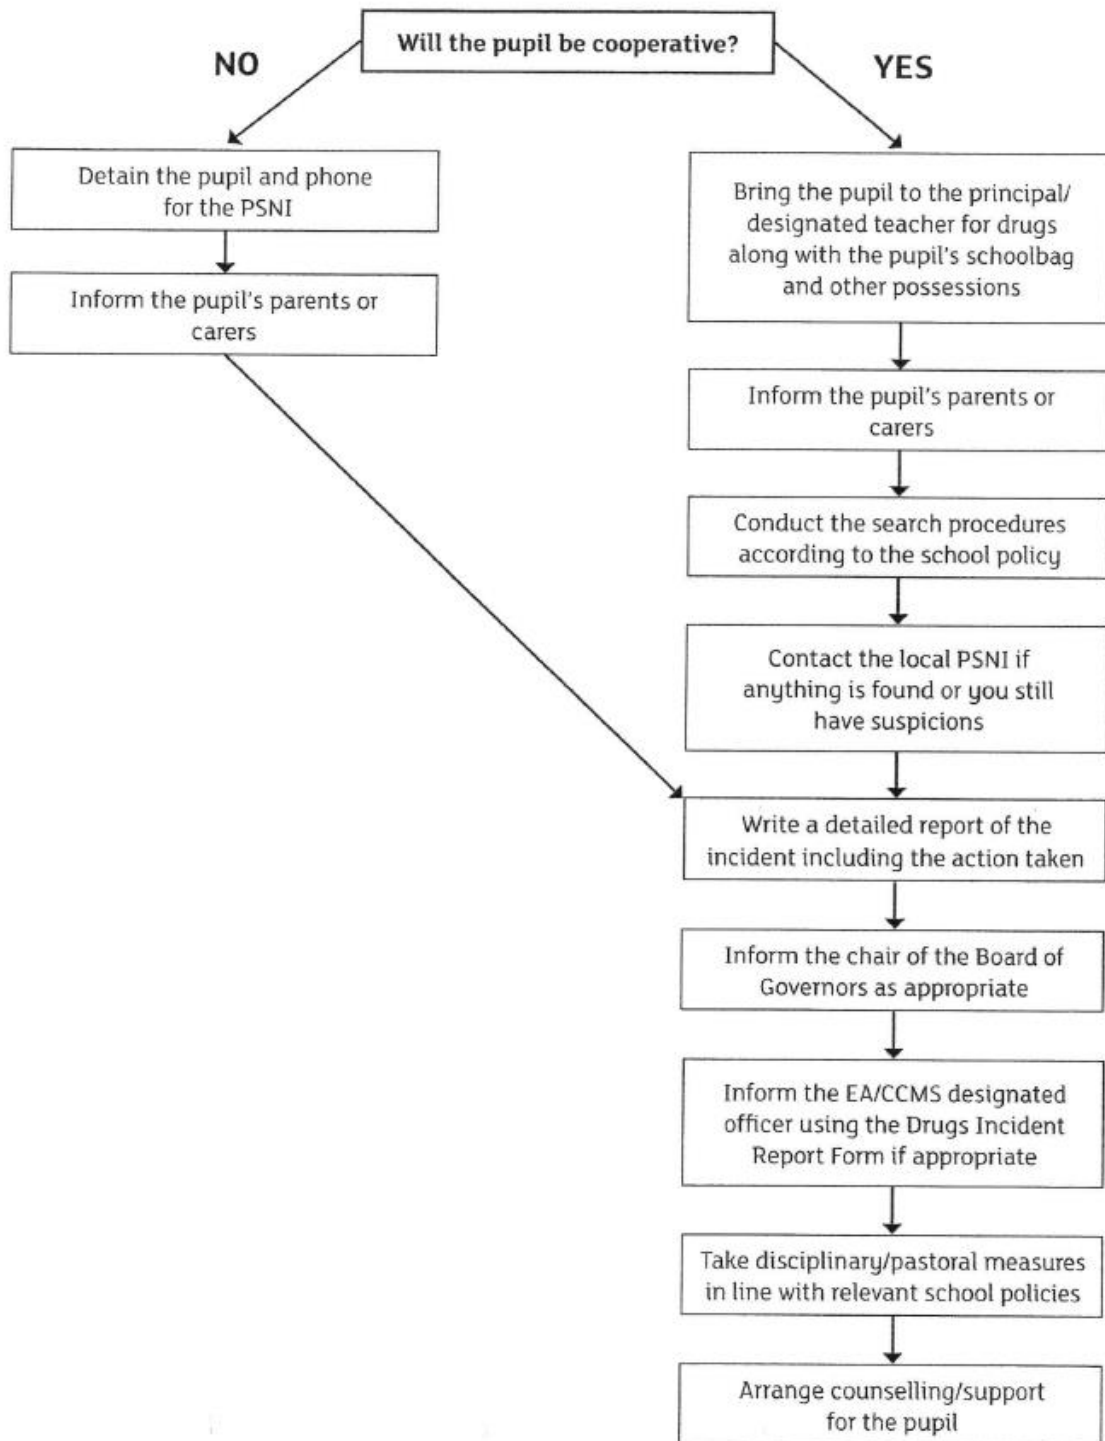 Will the pupil be cooperative?
NO
YES
Detain the pupil and phone
for the PSNI
Inform the pupil's parents or
carers
Bring the pupil to the principal/
designated teacher for drugs
along with the pupil's schoolbag
and other possessions
Inform the pupil's parents or
carers
Conduct the search procedures
according to the school policy
Contact the local PSNI if
anything is found or you still
have suspicions
Write a detailed report of the
incident including the action taken
Inform the chair of the Board of
Governors as appropriate
Inform the EA/CCMS designated
officer using the Drugs Incident
Report Form if appropriate
Take disciplinary/pastoral measures
in line with relevant school policies
Arrange counselling/support
for the pupil